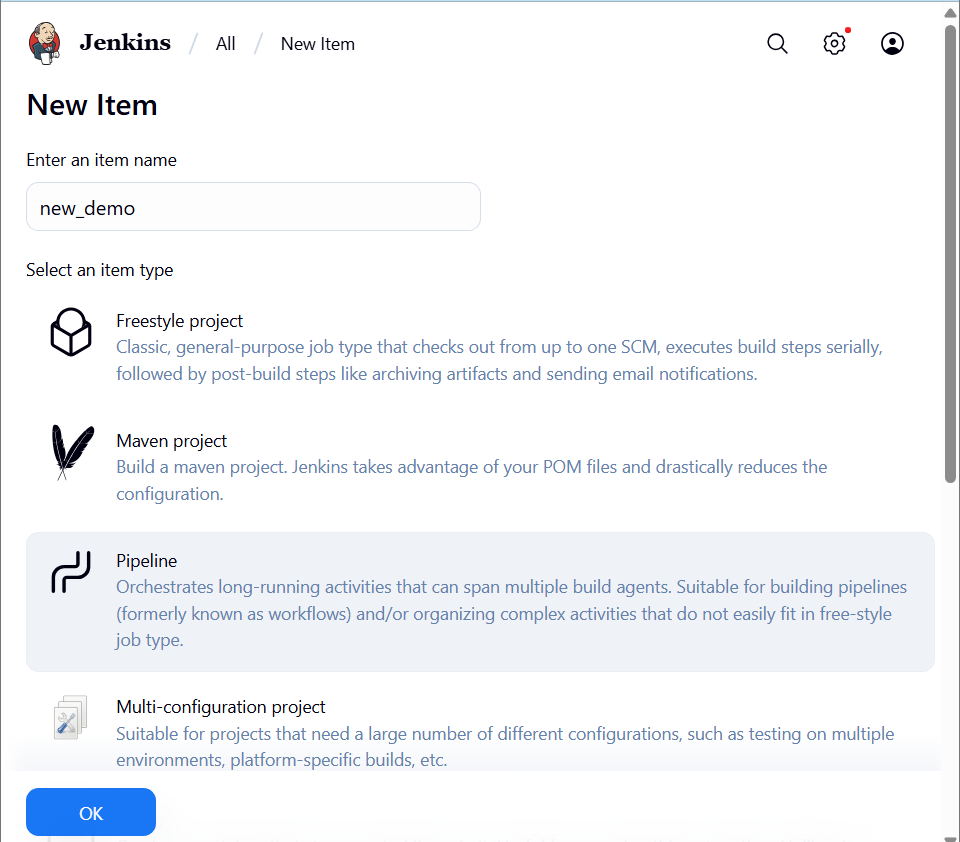 Jenkins / All / New Item
New Item
Enter an item name
new_demo
Select an item type
Freestyle project
Classic, general-purpose job type that checks out from up to one SCM, executes build steps serially,
followed by post-build steps like archiving artifacts and sending email notifications.
Maven project
Build a maven project. Jenkins takes advantage of your POM files and drastically reduces the
configuration.
Pipeline
Orchestrates long-running activities that can span multiple build agents. Suitable for building pipelines
(formerly known as workflows) and/or organizing complex activities that do not easily fit in free-style
job type.
Multi-configuration project
Suitable for projects that need a large number of different configurations, such as testing on multiple
environments, platform-specific builds, etc.
OK